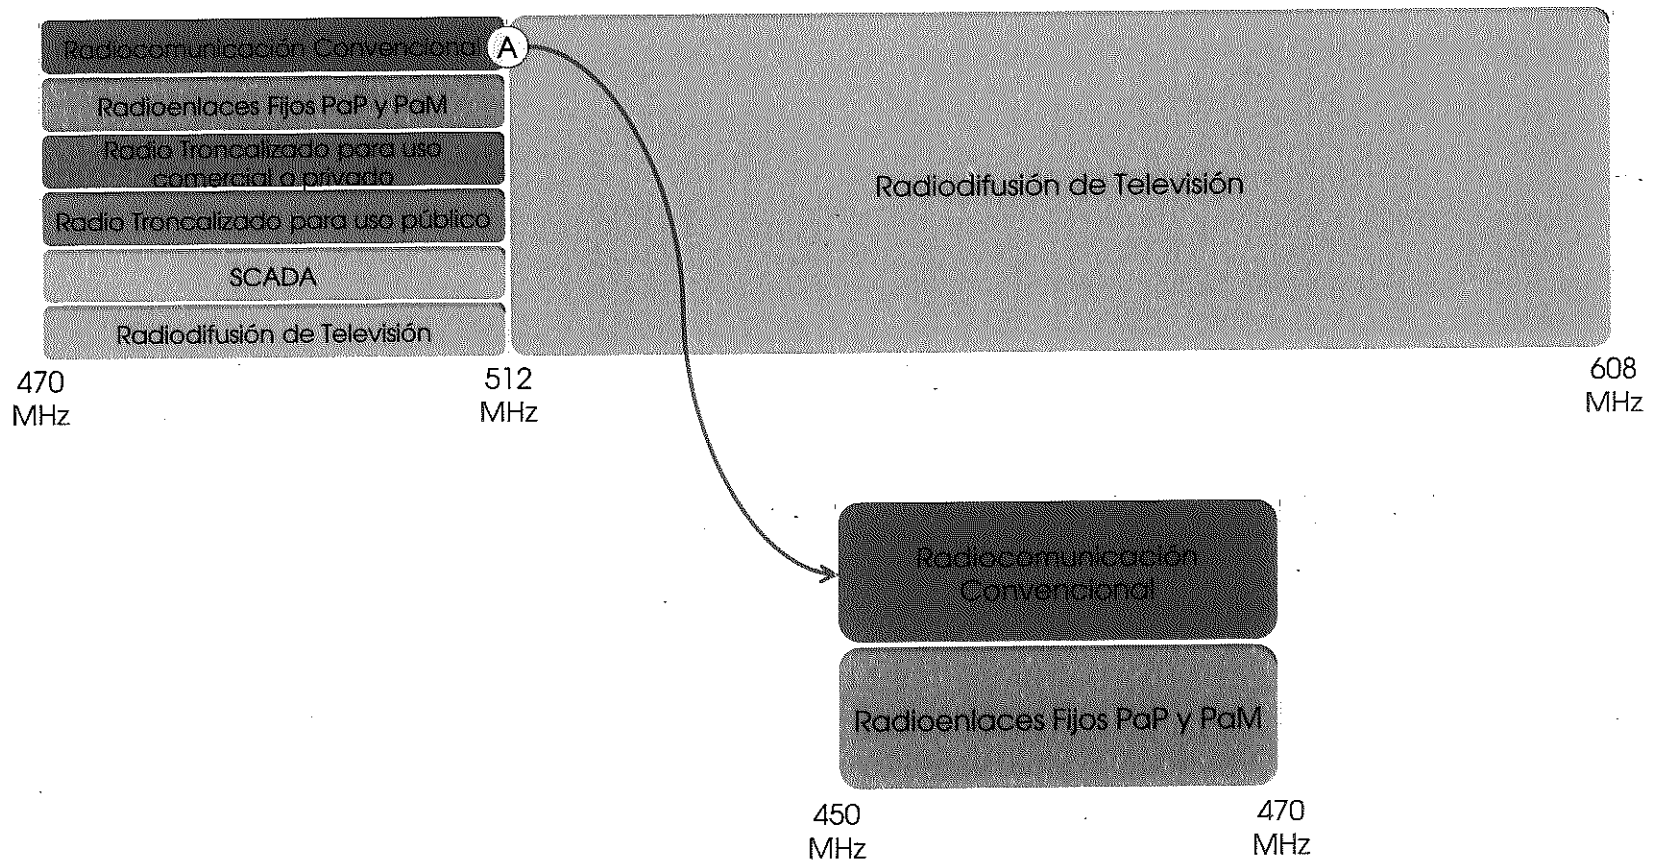 Radiocomunicación Convencional
A
Radioenlaces Fijos PaP y PaM
Radio Troncalizado para uso
comercial o privado
Radio Troncalizado para uso público
SCADA
Radiodifusión de Televisión
Radiodifusión de Televisión
470
MHz
512
MHz
608
MHz
Radiocomunicación
Convencional
Radioenlaces Fijos PaP y PaM
450
MHz
470
MHz